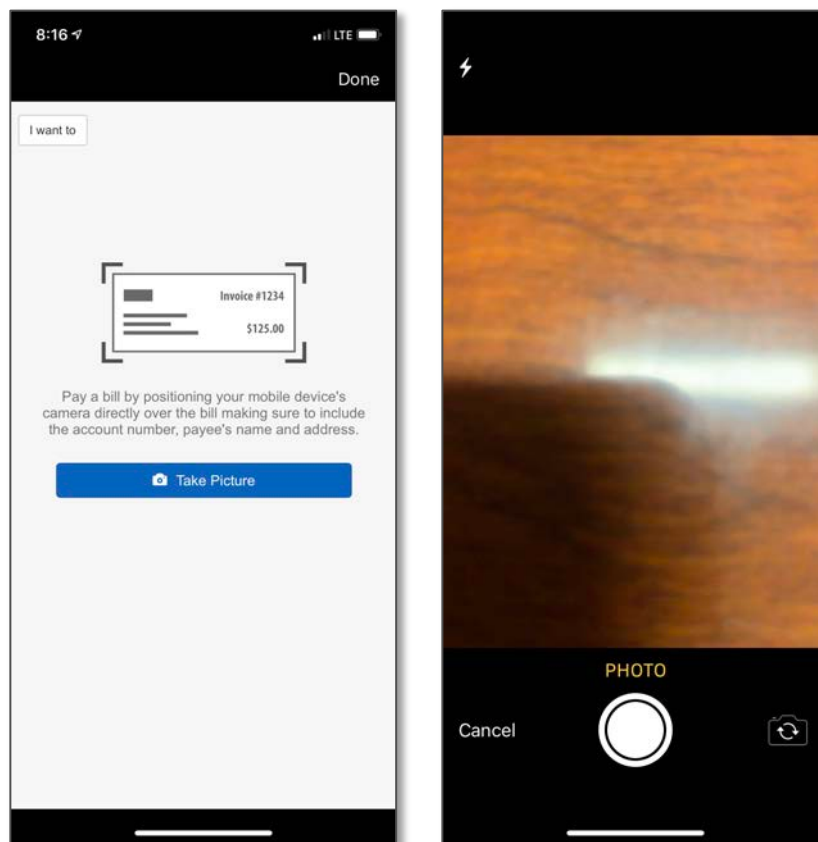 8:16
LTE
Done
I want to
Invoice #1234
$125.00
Pay a bill by positioning your mobile device's
camera directly over the bill making sure to include
the account number, payee's name and address.
Take Picture
PHOTO
Cancel